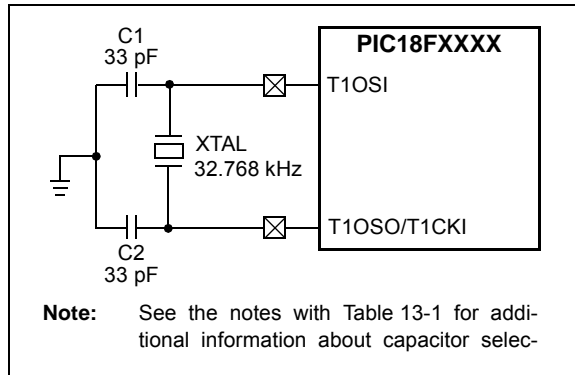 C1
33 pF
PIC18FXXXX
T1OSI
XTAL
32.768 kHz
T1OSO/T1CKI
C2
33 pF
Note: See the notes with Table 13-1 for addi-
tional information about capacitor selec-